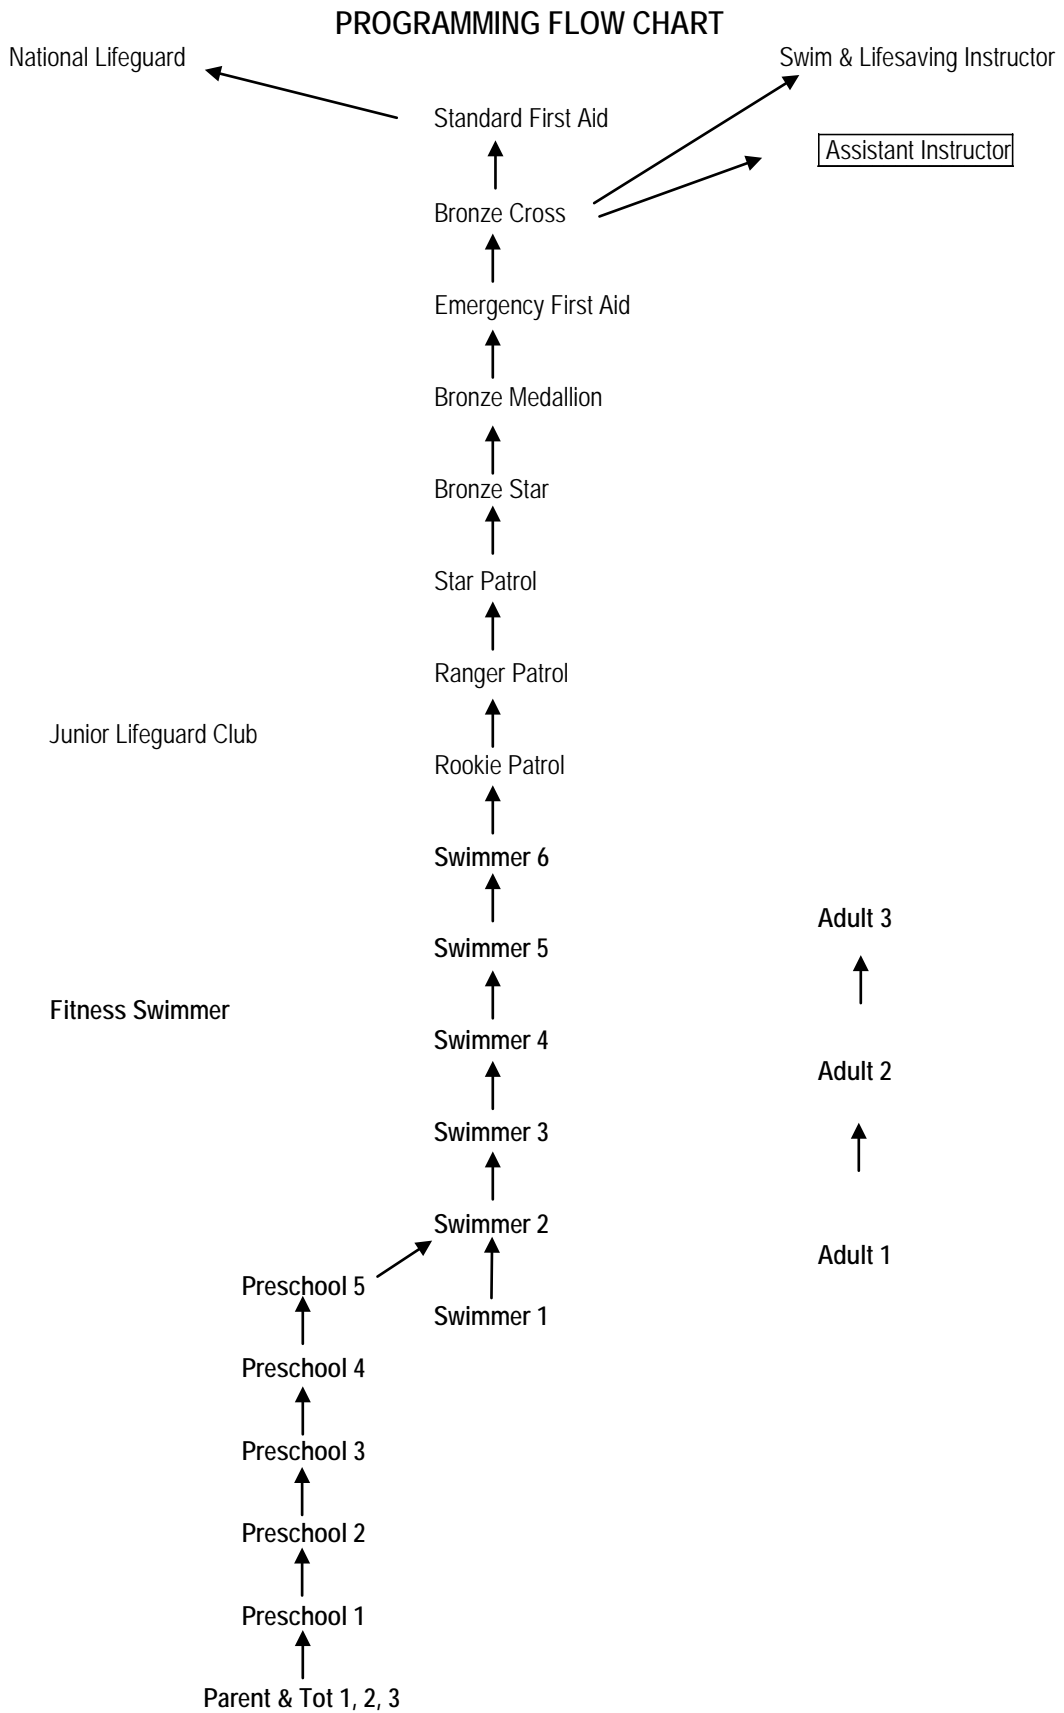 PROGRAMMING FLOW CHART
National Lifeguard
Swim & Lifesaving Instructor
Standard First Aid
Assistant Instructor
Bronze Cross
Emergency First Aid
Bronze Medallion
Bronze Star
Star Patrol
Ranger Patrol
Junior Lifeguard Club
Rookie Patrol
Swimmer 6
Adult 3
Swimmer 5
Fitness Swimmer
Swimmer 4
Adult 2
Swimmer 3
Swimmer 2
Adult 1
Preschool 5
Swimmer 1
Preschool 4
Preschool 3
Preschool 2
Preschool 1
Parent & Tot 1, 2, 3